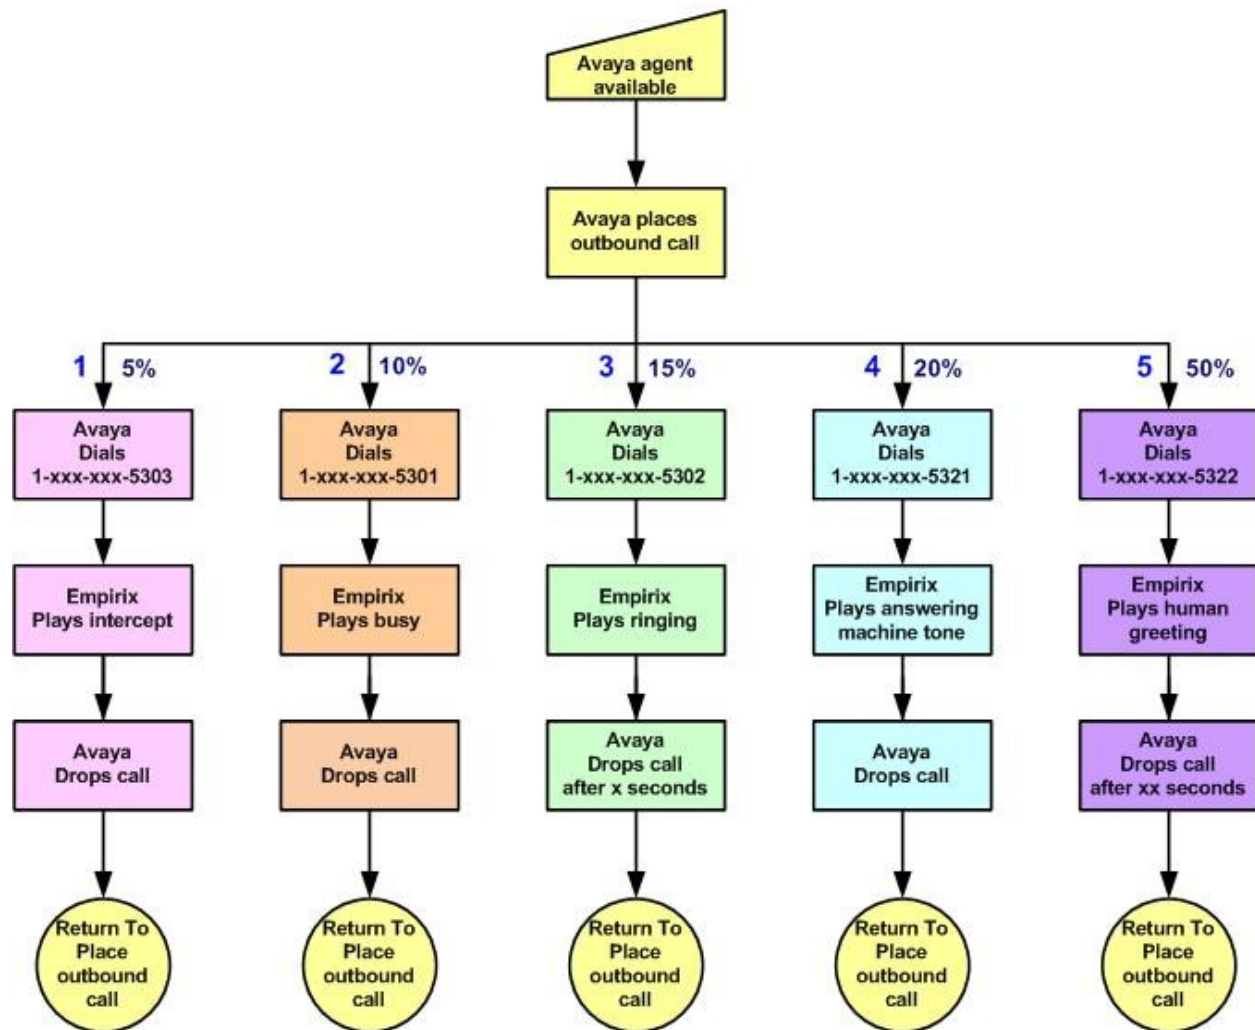 Avaya agent
available
Avaya places
outbound call
1 5%
2 10%
3 15%
4 20%
5 50%
Avaya
Dials
1-xxx-xxx-5303
Avaya
Dials
1-xxx-xxx-5301
Avaya
Dials
1-xxx-xxx-5302
Avaya
Dials
1-xxx-xxx-5321
Avaya
Dials
1-xxx-xxx-5322
Empirix
Plays intercept
Empirix
Plays busy
Empirix
Plays ringing
Empirix
Plays answering
machine tone
Empirix
Plays human
greeting
Avaya
Drops call
Avaya
Drops call
Avaya
Drops call
after x seconds
Avaya
Drops call
Avaya
Drops call
after xx seconds
Return To
Place
outbound
call
Return To
Place
outbound
call
Return To
Place
outbound
call
Return To
Place
outbound
call
Return To
Place
outbound
call